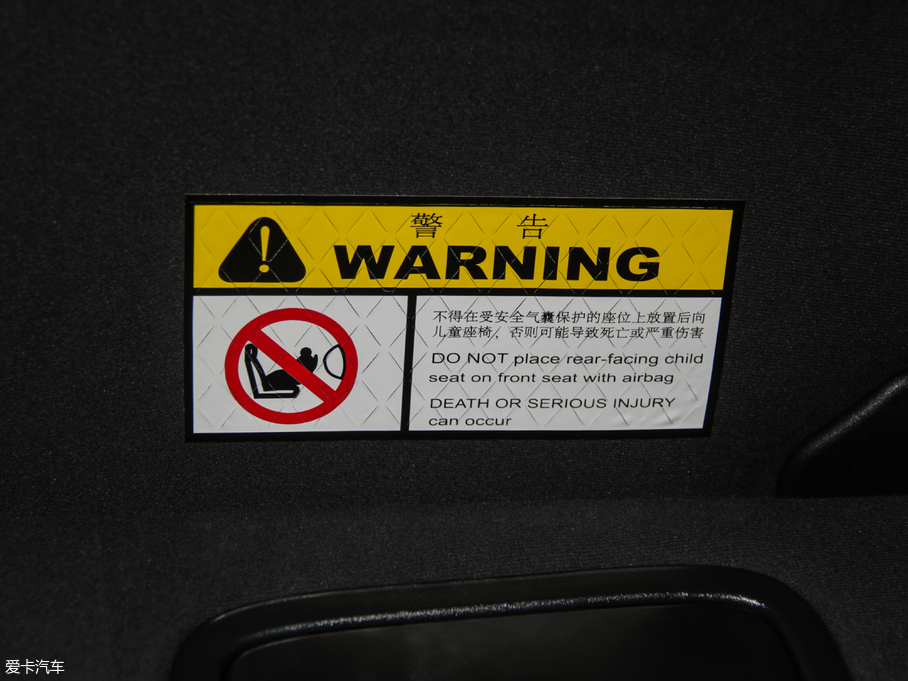 警 告
WARNING
不得在受安全气囊保护的座位上放置后向
儿童座椅，否则可能导致死亡或严重伤害
DO NOT place rear-facing child
seat on front seat with airbag
DEATH OR SERIOUS INJURY
can occur
爱卡汽车